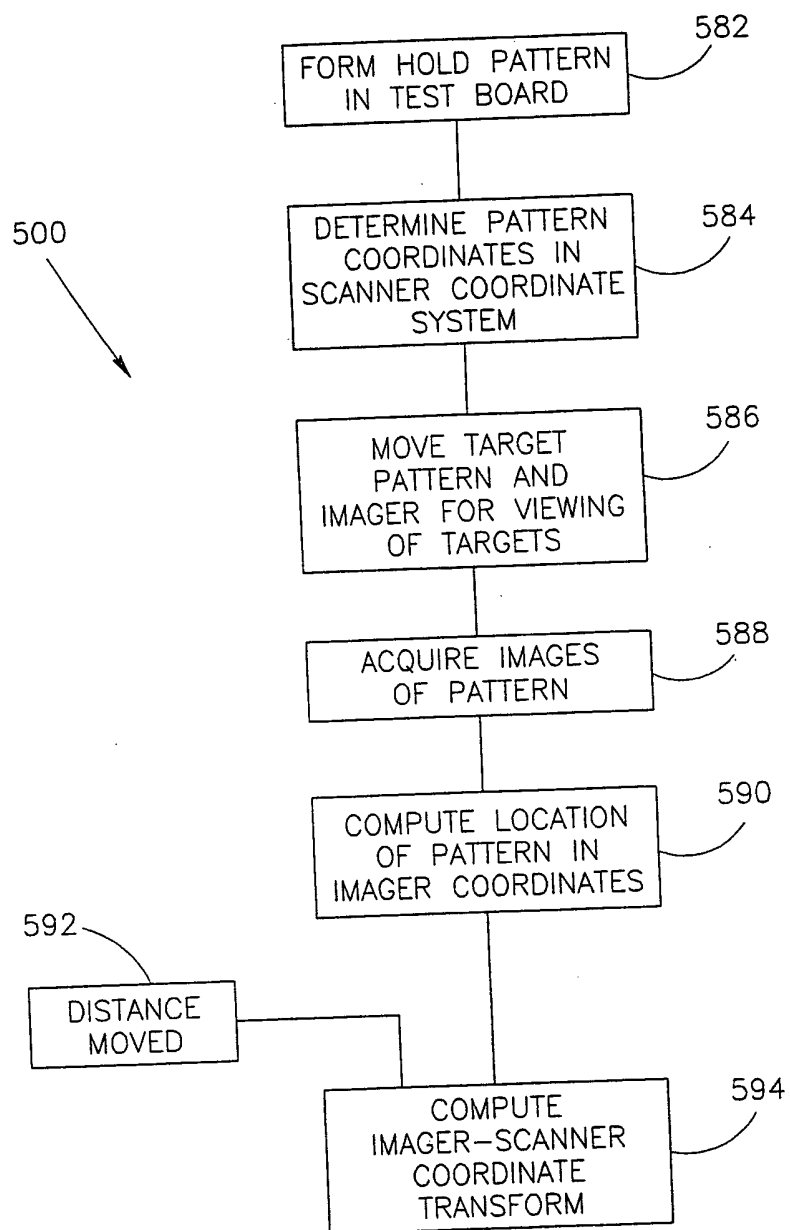 582
FORM HOLD PATTERN
IN TEST BOARD
500
584
DETERMINE PATTERN
COORDINATES IN
SCANNER COORDINATE
SYSTEM
586
MOVE TARGET
PATTERN AND
IMAGER FOR VIEWING
OF TARGETS
588
ACQUIRE IMAGES
OF PATTERN
590
COMPUTE LOCATION
OF PATTERN IN
IMAGER COORDINATES
592
DISTANCE
MOVED
594
COMPUTE
IMAGER-SCANNER
COORDINATE
TRANSFORM